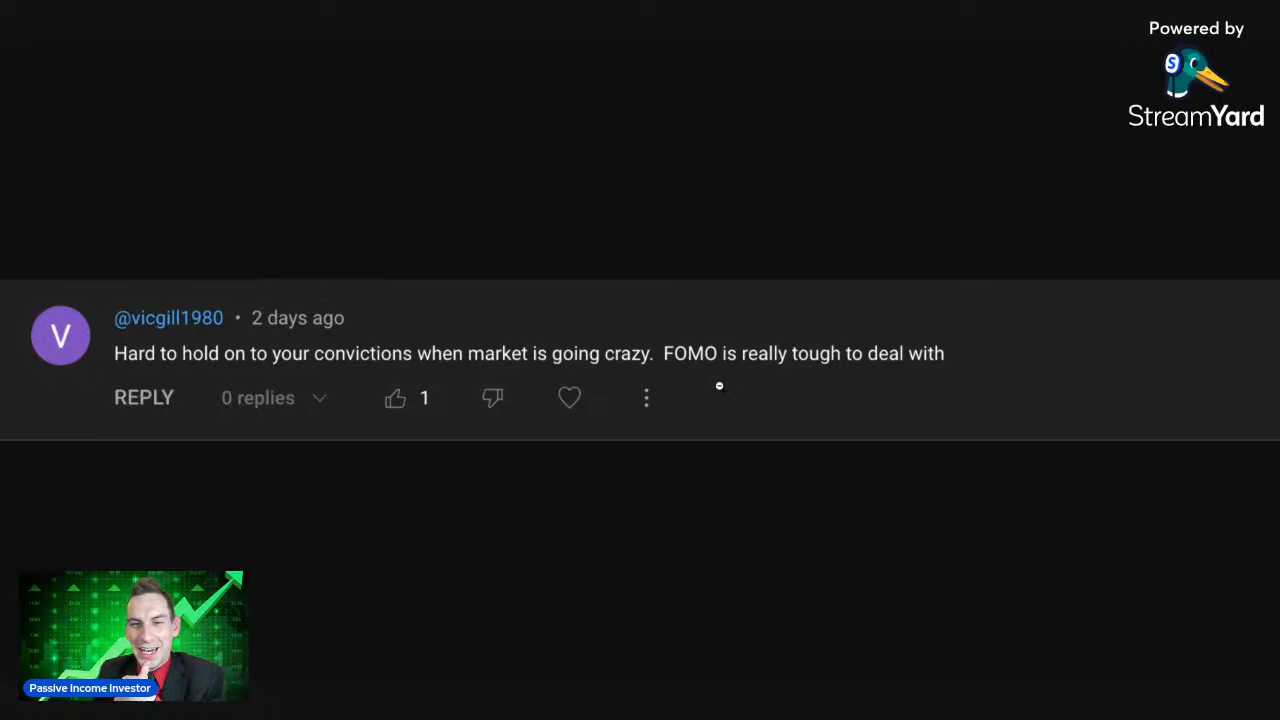 Powered by
S
StreamYard
V
@vicgill1980 • 2 days ago
Hard to hold on to your convictions when market is going crazy.  FOMO is really tough to deal with
REPLY 0 replies 1
Passive Income Investor